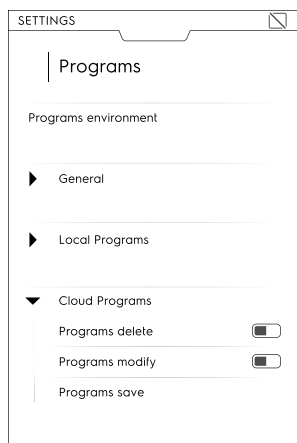 SETTINGS
Programs
Programs environment
General
Local Programs
Cloud Programs
Programs delete
Programs modify
Programs save